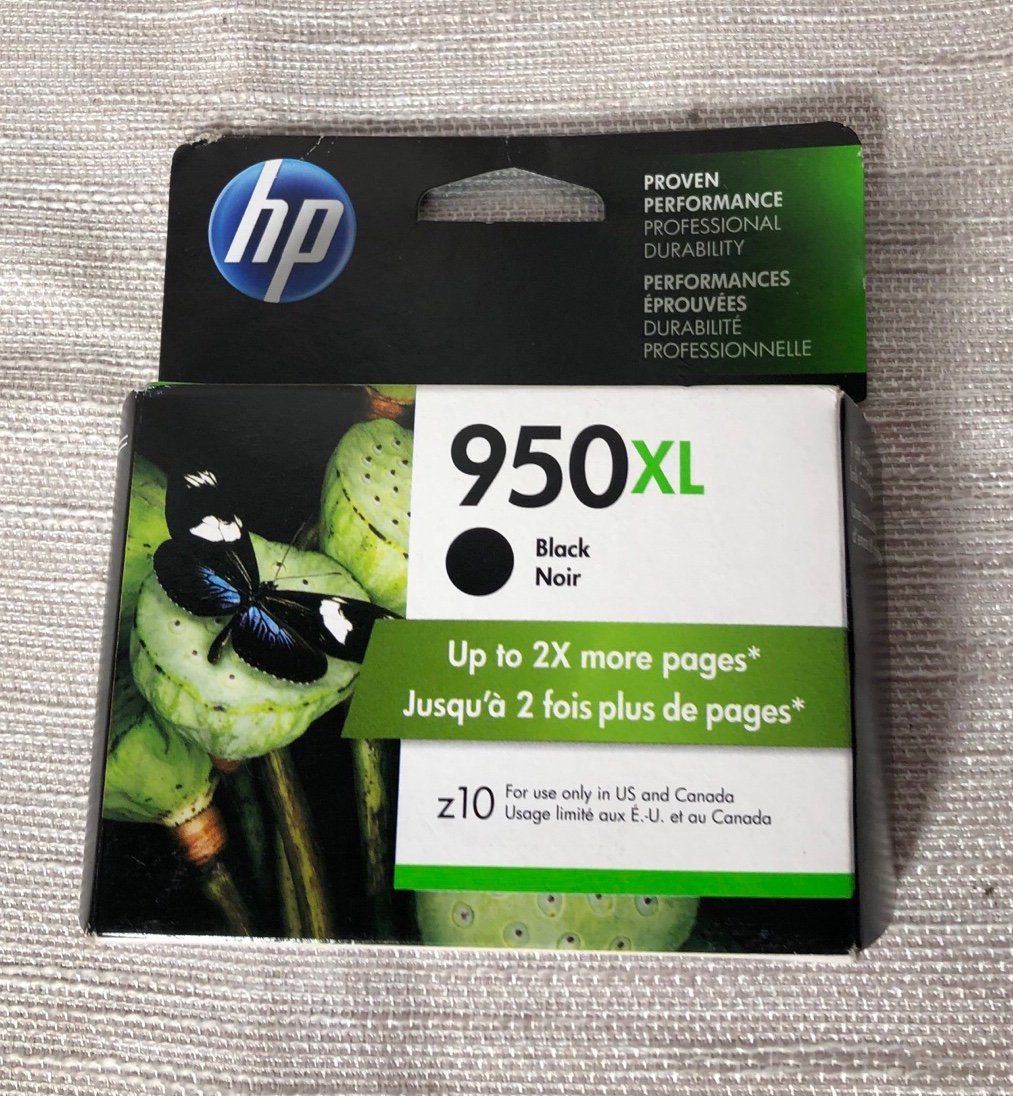 hp
PROVEN
PERFORMANCE
PROFESSIONAL
DURABILITY
PERFORMANCES
ÉPROUVÉES
DURABILITÉ
PROFESSIONNELLE
950XL
Black
Noir
Up to 2X more pages*
Jusqu'à 2 fois plus de pages*
z10
For use only in US and Canada
Usage limité aux É.-U. et au Canada